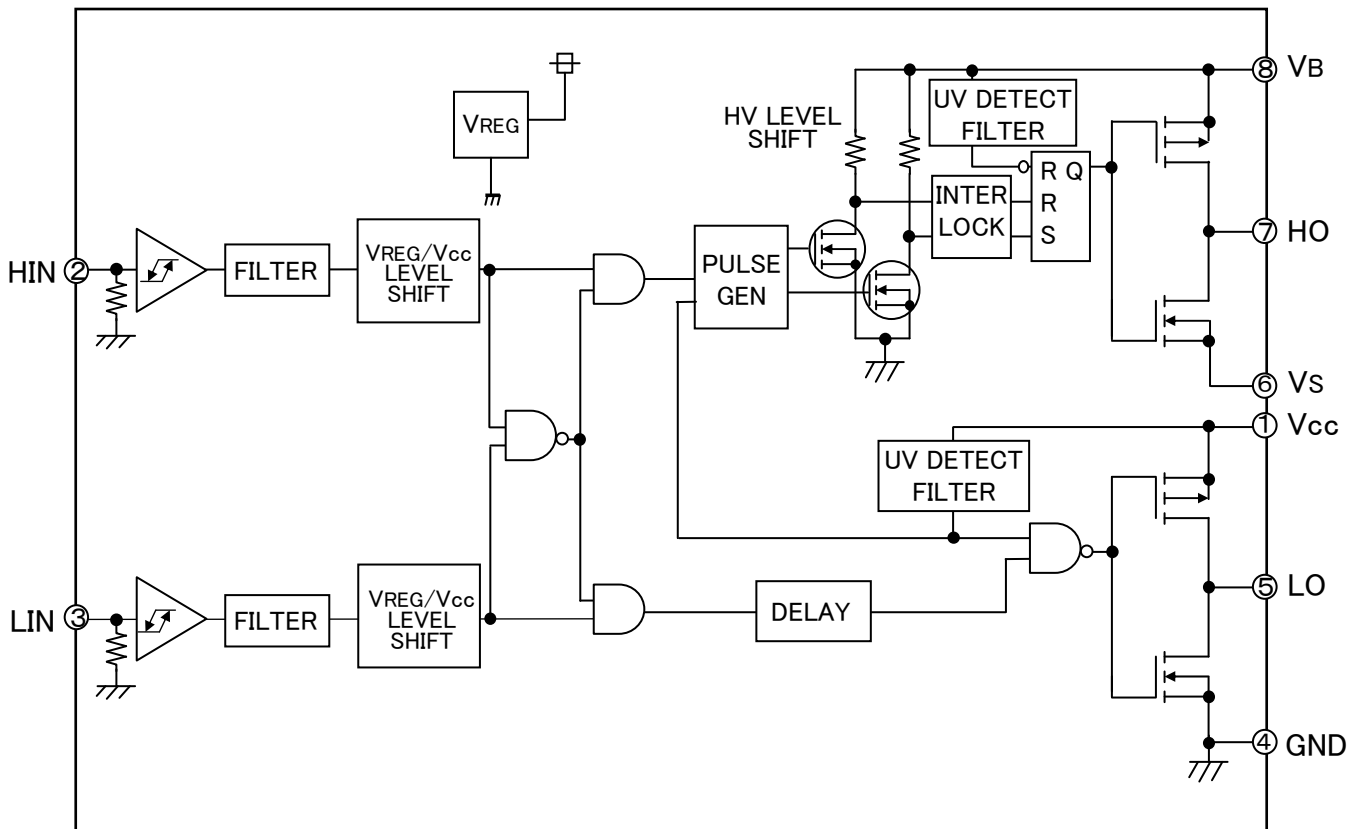 ⑧ VB
UV DETECT
FILTER
VREG
HV LEVEL
SHIFT
R Q
R
S
INTER
LOCK
⑦ HO
HIN ②
FILTER
VREG/Vcc
LEVEL
SHIFT
PULSE
GEN
⑥ VS
① Vcc
UV DETECT
FILTER
⑤ LO
LIN ③
FILTER
VREG/Vcc
LEVEL
SHIFT
DELAY
④ GND